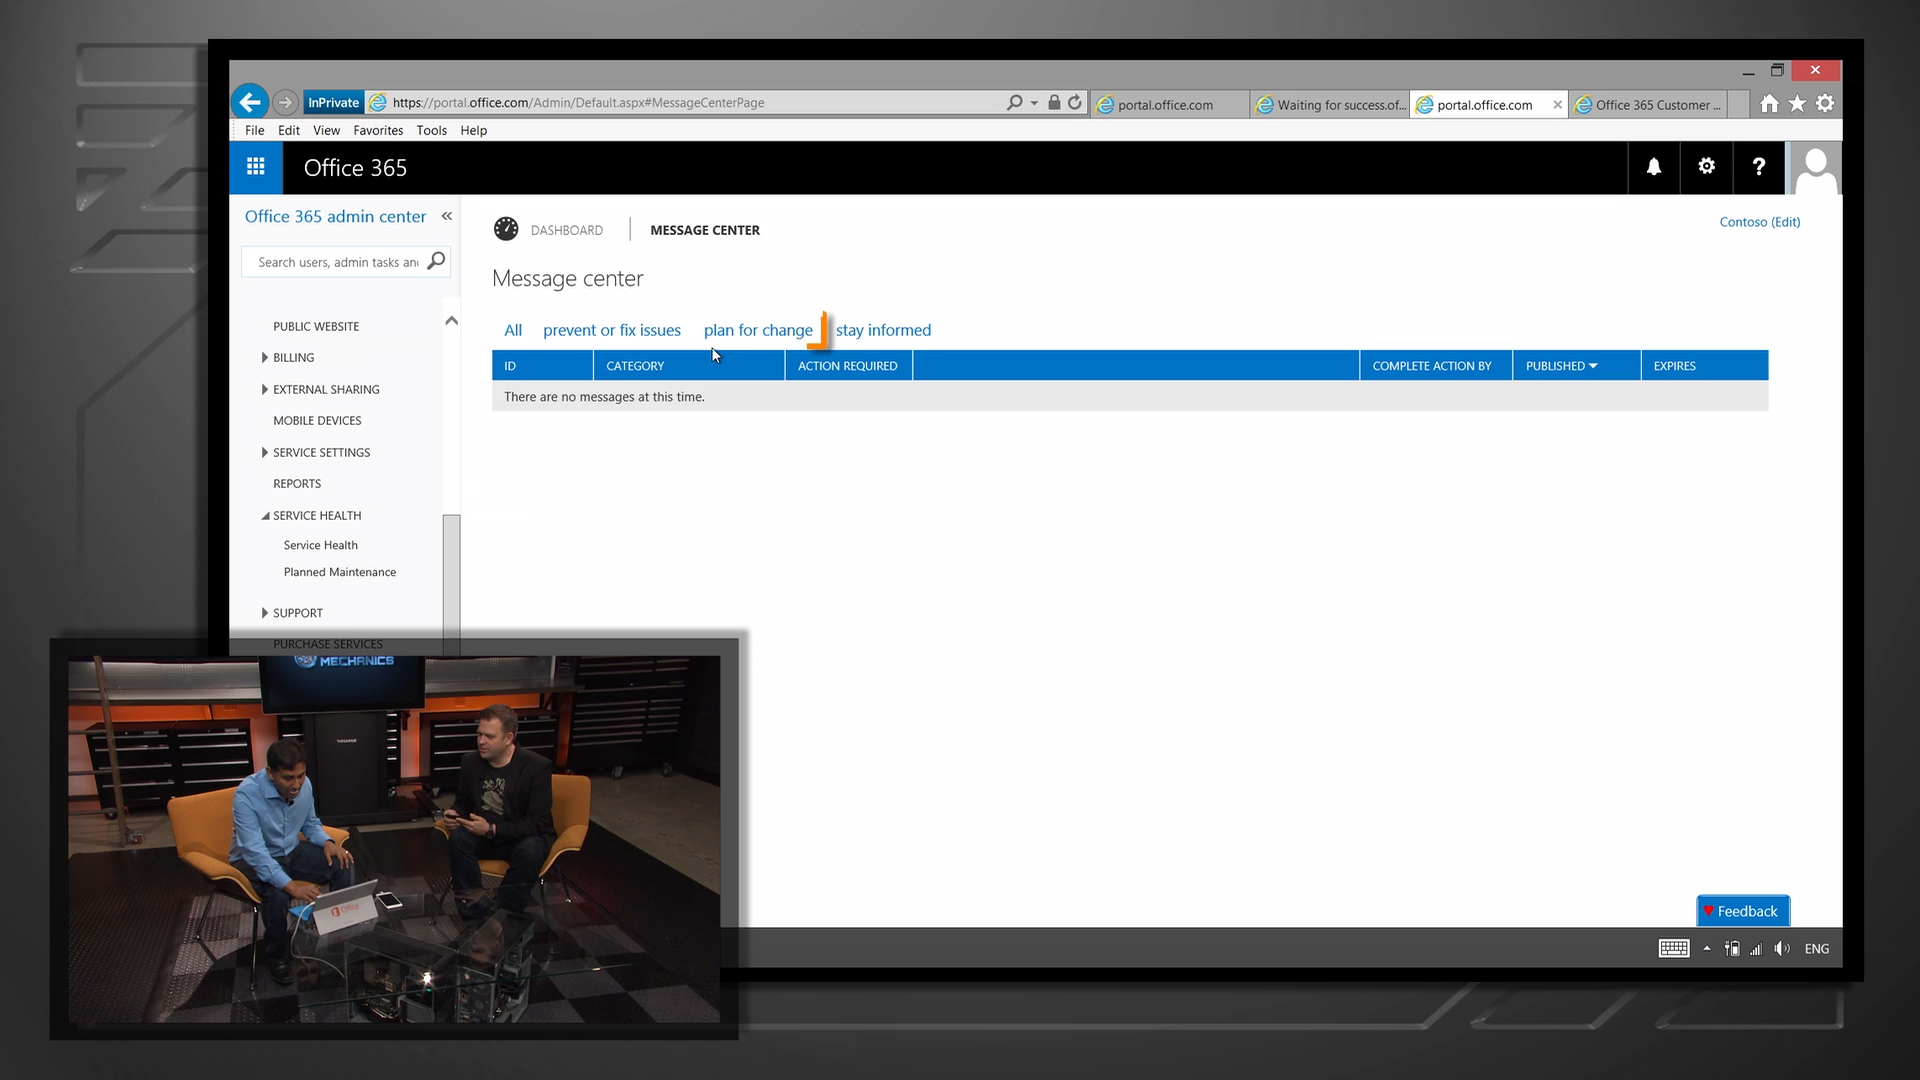 InPrivate https://portal.office.com/Admin/Default.aspx#MessageCenterPage portal.office.com Waiting for success.of... portal.office.com Office 365 Customer ...
File Edit View Favorites Tools Help
Office 365 ?
Office 365 admin center «
Search users, admin tasks an
DASHBOARD MESSAGE CENTER
Contoso (Edit)
Message center
All prevent or fix issues plan for change stay informed
ID CATEGORY ACTION REQUIRED COMPLETE ACTION BY PUBLISHED EXPIRES
There are no messages at this time.
PUBLIC WEBSITE
BILLING
EXTERNAL SHARING
MOBILE DEVICES
SERVICE SETTINGS
REPORTS
SERVICE HEALTH
Service Health
Planned Maintenance
SUPPORT
PURCHASE SERVICES
MECHANICS
Office
Feedback
ENG